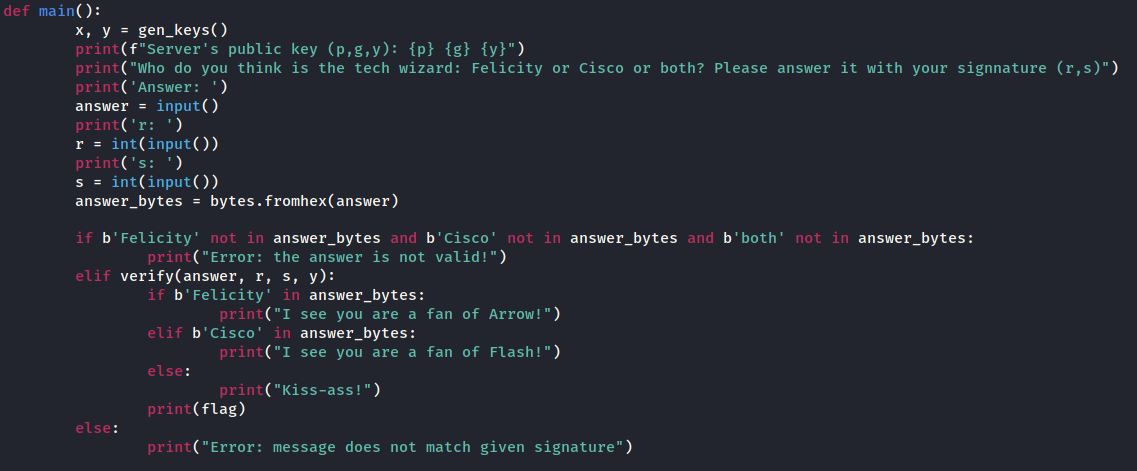 def main():
        x, y = gen_keys()
        print(f"Server's public key (p,g,y): {p} {g} {y}")
        print("Who do you think is the tech wizard: Felicity or Cisco or both? Please answer it with your signnature (r,s)")
        print('Answer: ')
        answer = input()
        print('r: ')
        r = int(input())
        print('s: ')
        s = int(input())
        answer_bytes = bytes.fromhex(answer)

        if b'Felicity' not in answer_bytes and b'Cisco' not in answer_bytes and b'both' not in answer_bytes:
                print("Error: the answer is not valid!")
        elif verify(answer, r, s, y):
                if b'Felicity' in answer_bytes:
                        print("I see you are a fan of Arrow!")
                elif b'Cisco' in answer_bytes:
                        print("I see you are a fan of Flash!")
                else:
                        print("Kiss-ass!")
                print(flag)
        else:
                print("Error: message does not match given signature")